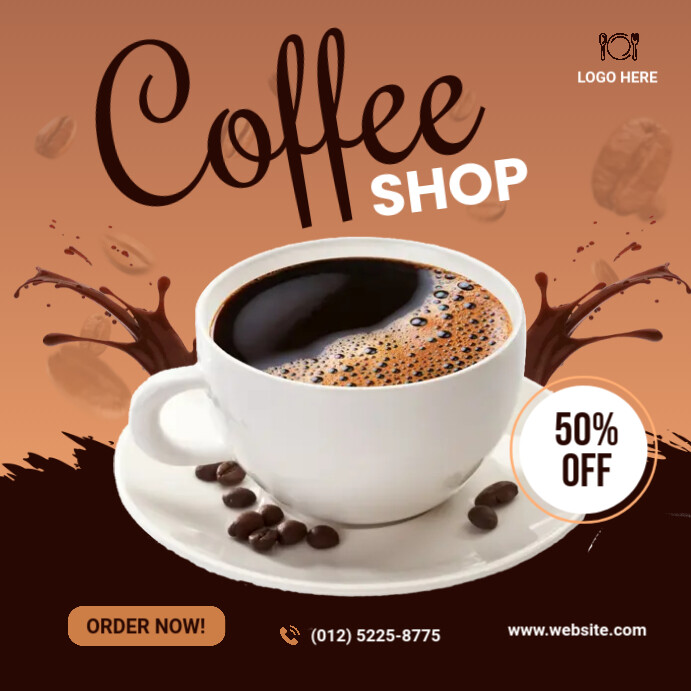 Coffee
SHOP
LOGO HERE
50%
OFF
ORDER NOW!
(012) 5225-8775
www.website.com